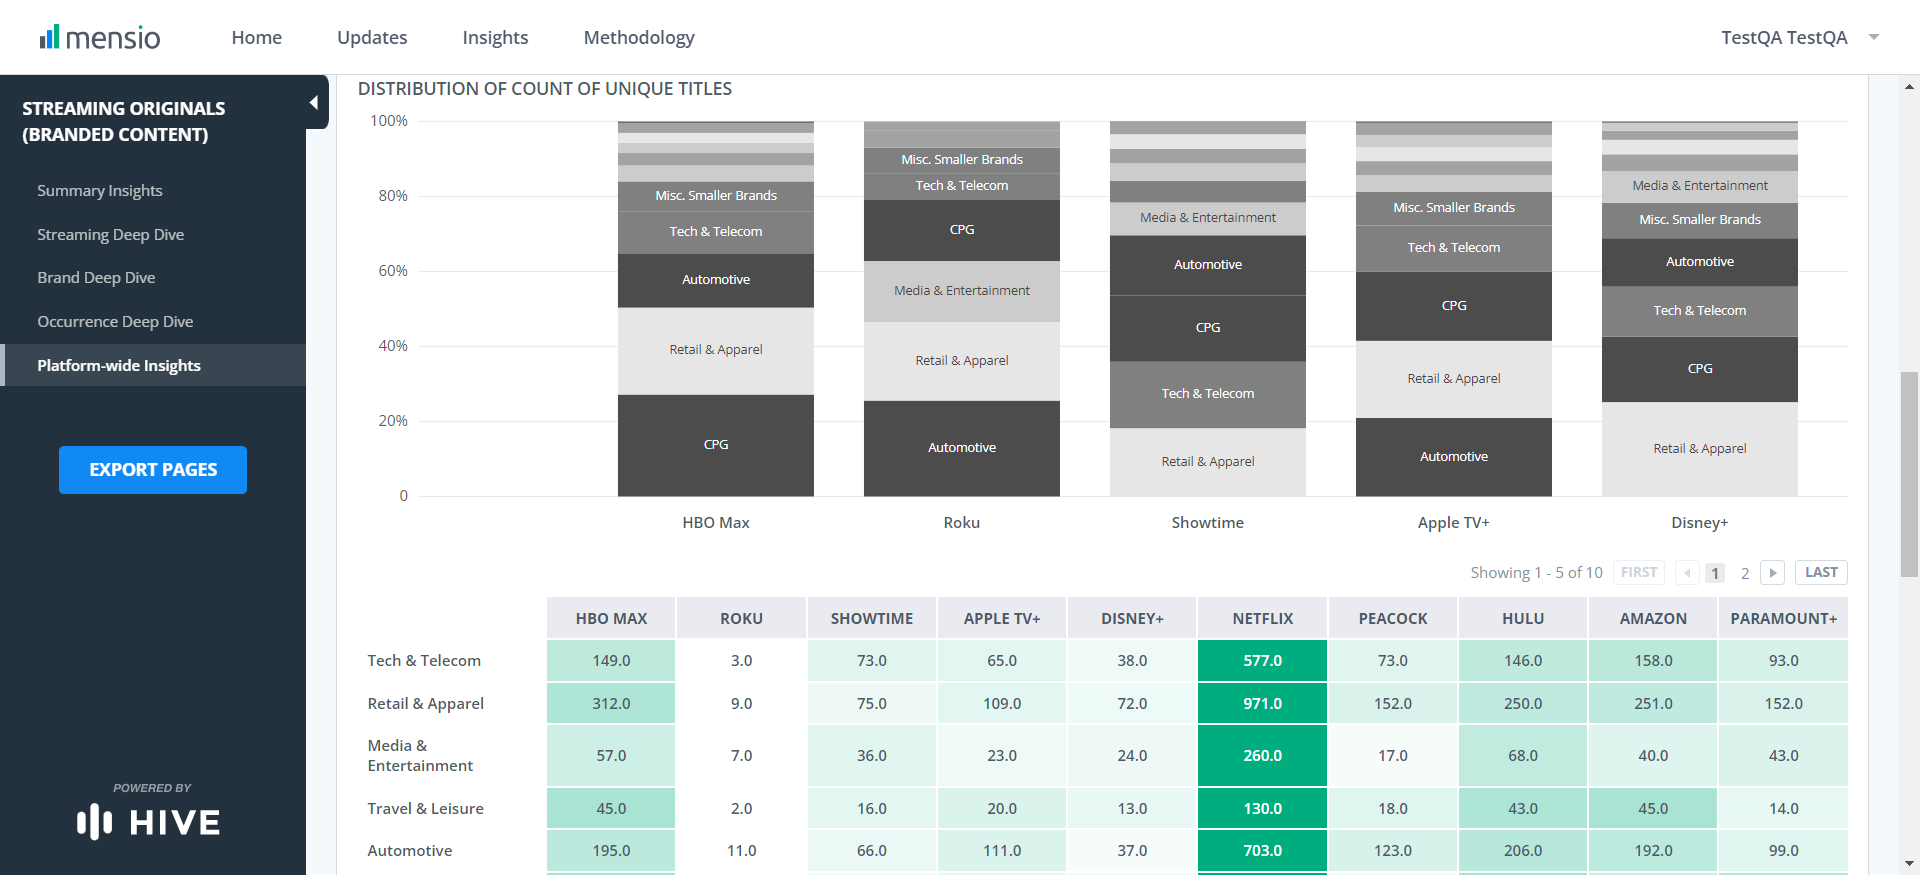 mensio
Home
Updates
Insights
Methodology
TestQA TestQA
STREAMING ORIGINALS
(BRANDED CONTENT)
Summary Insights
Streaming Deep Dive
Brand Deep Dive
Occurrence Deep Dive
Platform-wide Insights
EXPORT PAGES
POWERED BY
HIVE
DISTRIBUTION OF COUNT OF UNIQUE TITLES
100%
80%
60%
40%
20%
0
Misc. Smaller Brands
Tech & Telecom
Automotive
Retail & Apparel
CPG
HBO Max
Misc. Smaller Brands
Tech & Telecom
CPG
Media & Entertainment
Retail & Apparel
Automotive
Roku
Media & Entertainment
Automotive
CPG
Tech & Telecom
Retail & Apparel
Showtime
Misc. Smaller Brands
Tech & Telecom
CPG
Retail & Apparel
Automotive
Apple TV+
Media & Entertainment
Misc. Smaller Brands
Automotive
Tech & Telecom
CPG
Retail & Apparel
Disney+
Showing 1 - 5 of 10 FIRST 1 2 LAST
HBO MAX ROKU SHOWTIME APPLE TV+ DISNEY+ NETFLIX PEACOCK HULU AMAZON PARAMOUNT+
Tech & Telecom 149.0 3.0 73.0 65.0 38.0 577.0 73.0 146.0 158.0 93.0
Retail & Apparel 312.0 9.0 75.0 109.0 72.0 971.0 152.0 250.0 251.0 152.0
Media &
Entertainment 57.0 7.0 36.0 23.0 24.0 260.0 17.0 68.0 40.0 43.0
Travel & Leisure 45.0 2.0 16.0 20.0 13.0 130.0 18.0 43.0 45.0 14.0
Automotive 195.0 11.0 66.0 111.0 37.0 703.0 123.0 206.0 192.0 99.0